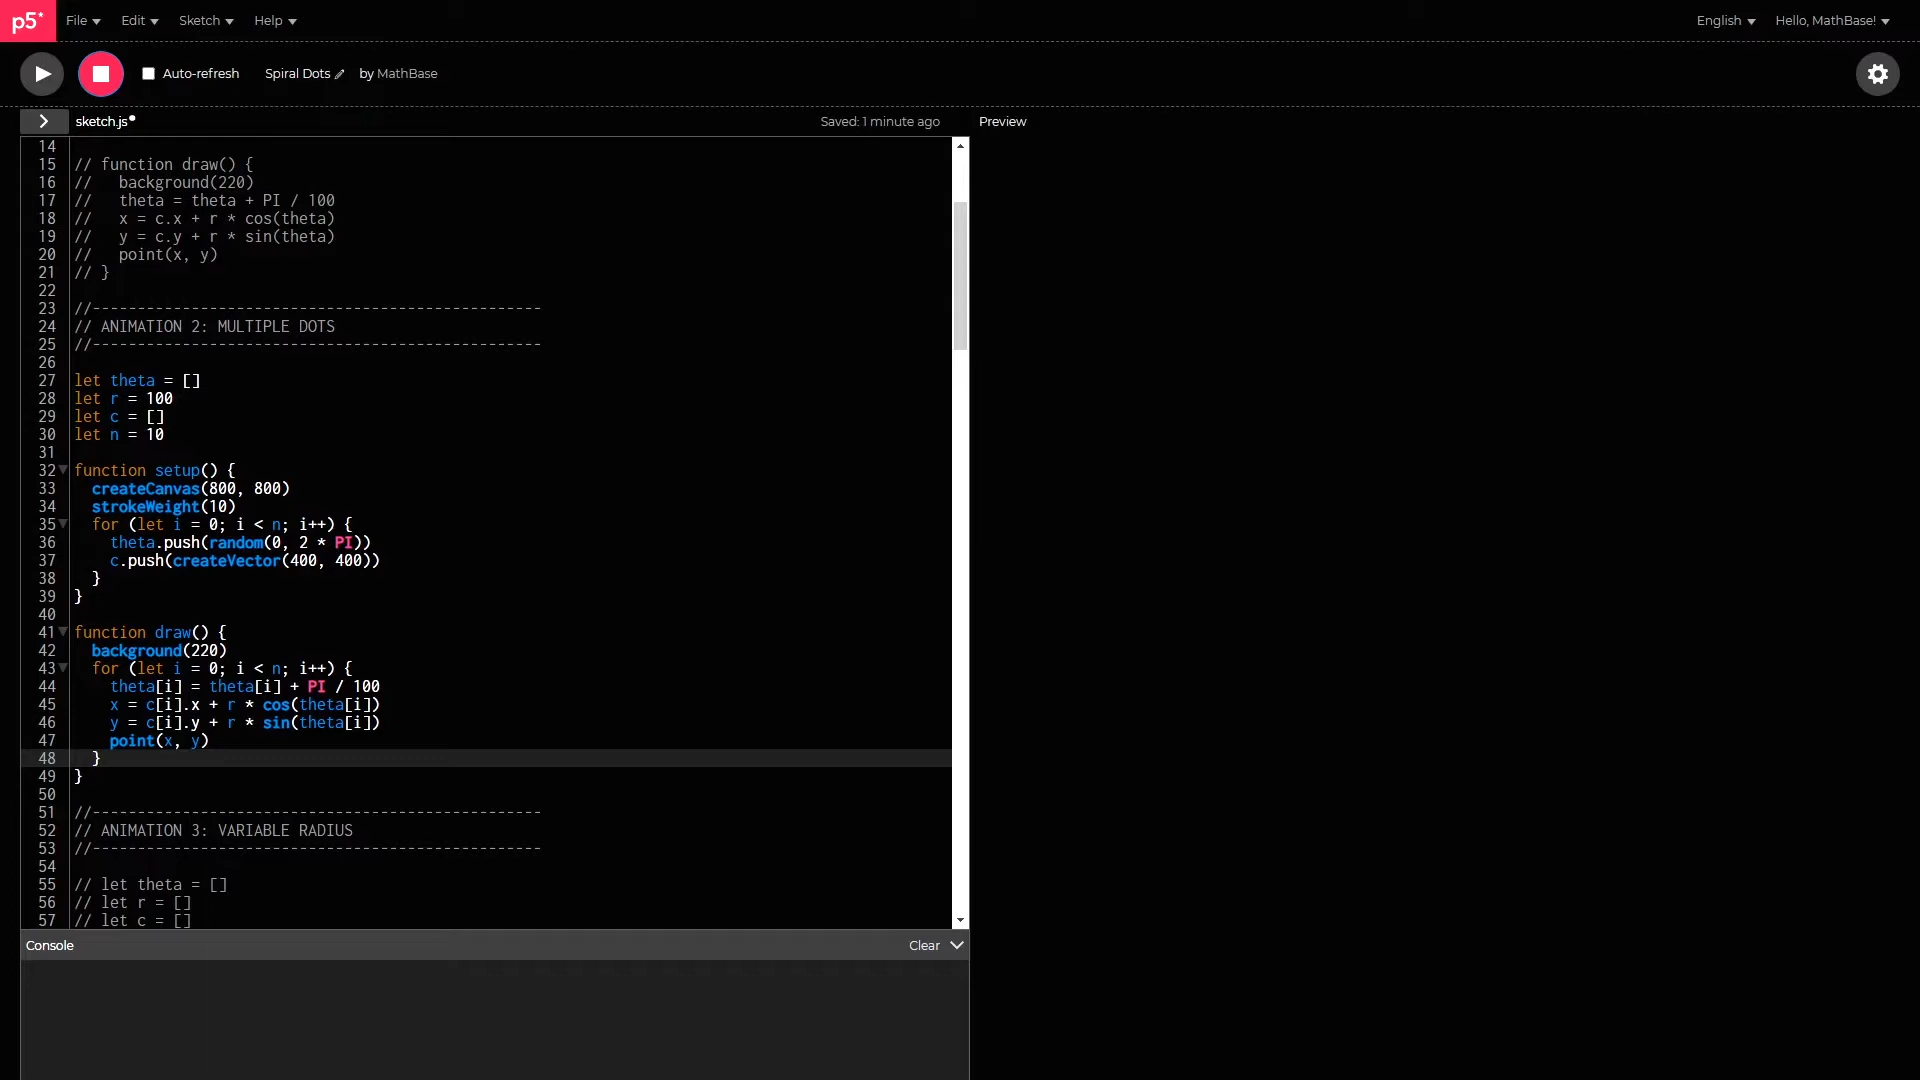 p5* File Edit Sketch Help English Hello, MathBase!
Auto-refresh Spiral Dots by MathBase
sketch.js Saved: 1 minute ago Preview
14
15 // function draw() {
16 //   background(220)
17 //   theta = theta + PI / 100
18 //   x = c.x + r * cos(theta)
19 //   y = c.y + r * sin(theta)
20 //   point(x, y)
21 // }
22
23 //--------------------------------------------------
24 // ANIMATION 2: MULTIPLE DOTS
25 //--------------------------------------------------
26
27 let theta = []
28 let r = 100
29 let c = []
30 let n = 10
31
32 function setup() {
33   createCanvas(800, 800)
34   strokeWeight(10)
35   for (let i = 0; i < n; i++) {
36     theta.push(random(0, 2 * PI))
37     c.push(createVector(400, 400))
38   }
39 }
40
41 function draw() {
42   background(220)
43   for (let i = 0; i < n; i++) {
44     theta[i] = theta[i] + PI / 100
45     x = c[i].x + r * cos(theta[i])
46     y = c[i].y + r * sin(theta[i])
47     point(x, y)
48   }
49 }
50
51 //--------------------------------------------------
52 // ANIMATION 3: VARIABLE RADIUS
53 //--------------------------------------------------
54
55 // let theta = []
56 // let r = []
57 // let c = []
Console Clear